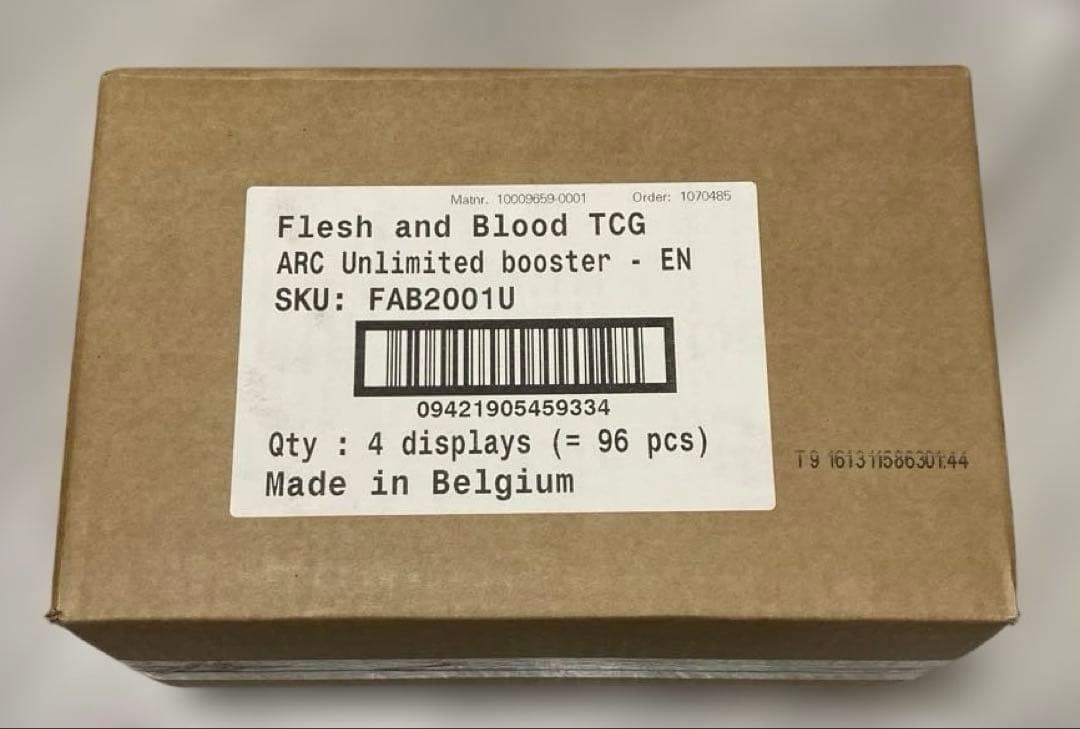 Matnr. 10009659-0001 Order: 1070485
Flesh and Blood TCG
ARC Unlimited booster - EN
SKU: FAB2001U
09421905459334
Qty : 4 displays (= 96 pcs)
Made in Belgium
T9